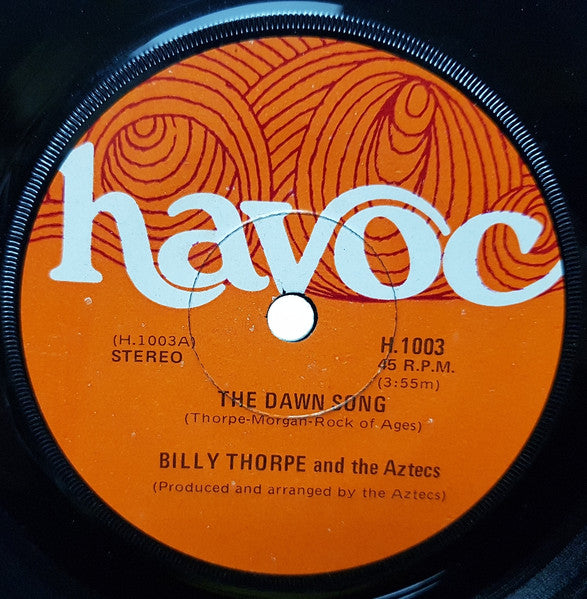 havoc
(H.1003A)
STEREO
H.1003
45 R.P.M.
(3:55m)
THE DAWN SONG
(Thorpe-Morgan-Rock of Ages)
BILLY THORPE and the Aztecs
(Produced and arranged by the Aztecs)